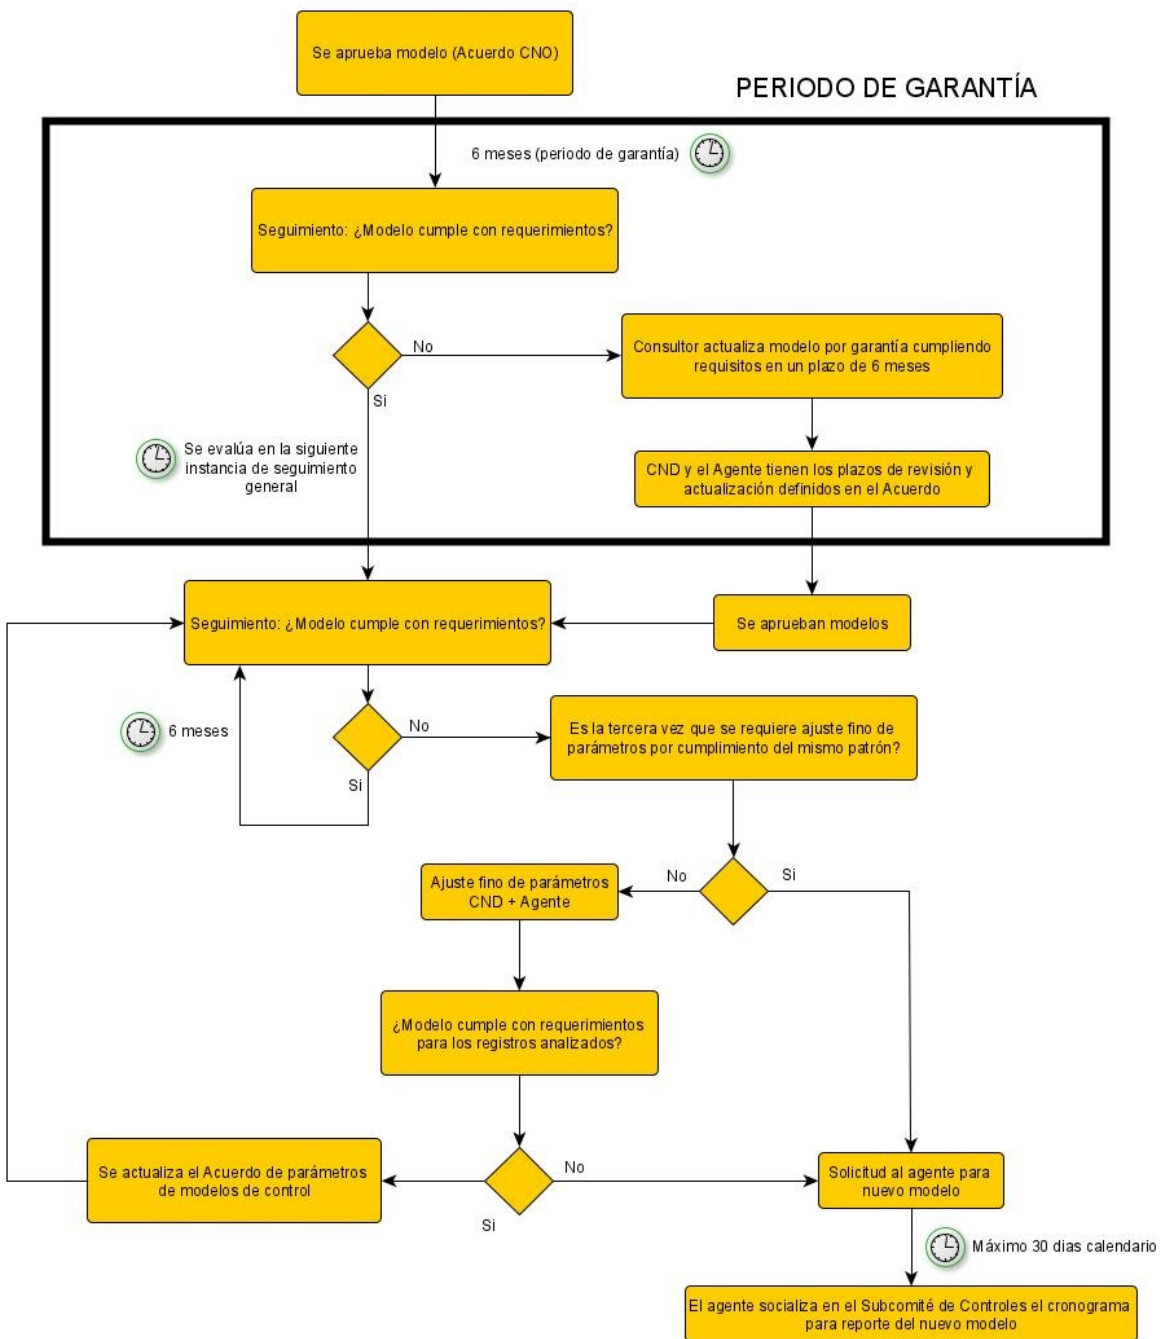 Se aprueba modelo (Acuerdo CNO)
PERIODO DE GARANTÍA
6 meses (periodo de garantía)
Seguimiento: ¿Modelo cumple con requerimientos?
No
Consultor actualiza modelo por garantía cumpliendo
requisitos en un plazo de 6 meses
Si
Se evalúa en la siguiente
instancia de seguimiento
general
CND y el Agente tienen los plazos de revisión y
actualización definidos en el Acuerdo
Seguimiento: ¿Modelo cumple con requerimientos?
Se aprueban modelos
6 meses
No
Si
Es la tercera vez que se requiere ajuste fino de
parámetros por cumplimiento del mismo patrón?
No
Si
Ajuste fino de parámetros
CND + Agente
¿Modelo cumple con requerimientos
para los registros analizados?
Se actualiza el Acuerdo de parámetros
de modelos de control
Si
No
Solicitud al agente para
nuevo modelo
Máximo 30 dias calendario
El agente socializa en el Subcomité de Controles el cronograma
para reporte del nuevo modelo